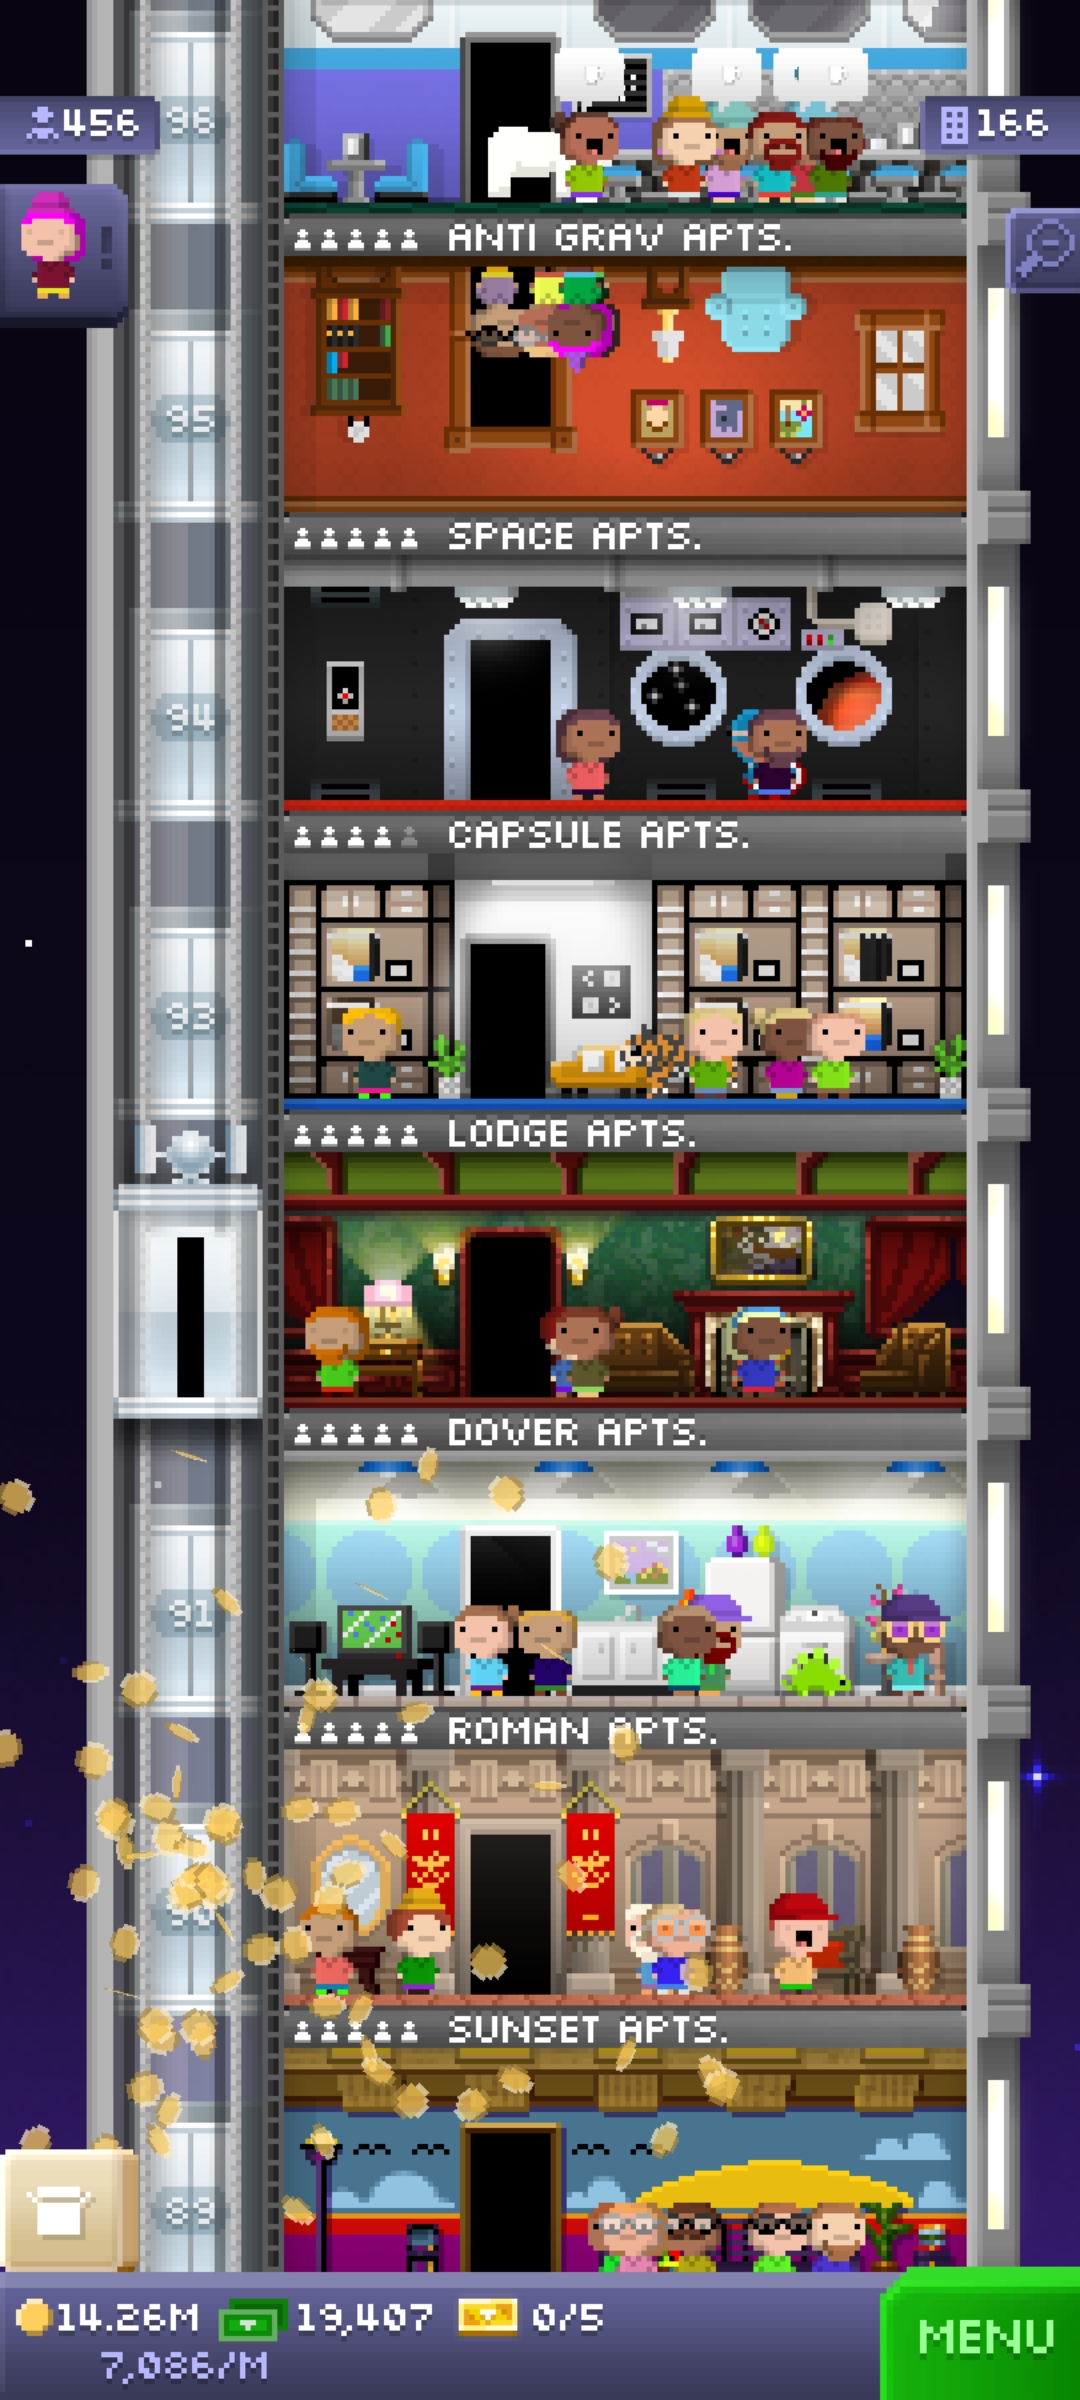 456
96
166
!
ANTI GRAV APTS.
95
SPACE APTS.
94
CAPSULE APTS.
93
LODGE APTS.
DOVER APTS.
91
ROMAN APTS.
90
SUNSET APTS.
89
14.26M 19,407 0/5
7,086/M
MENU